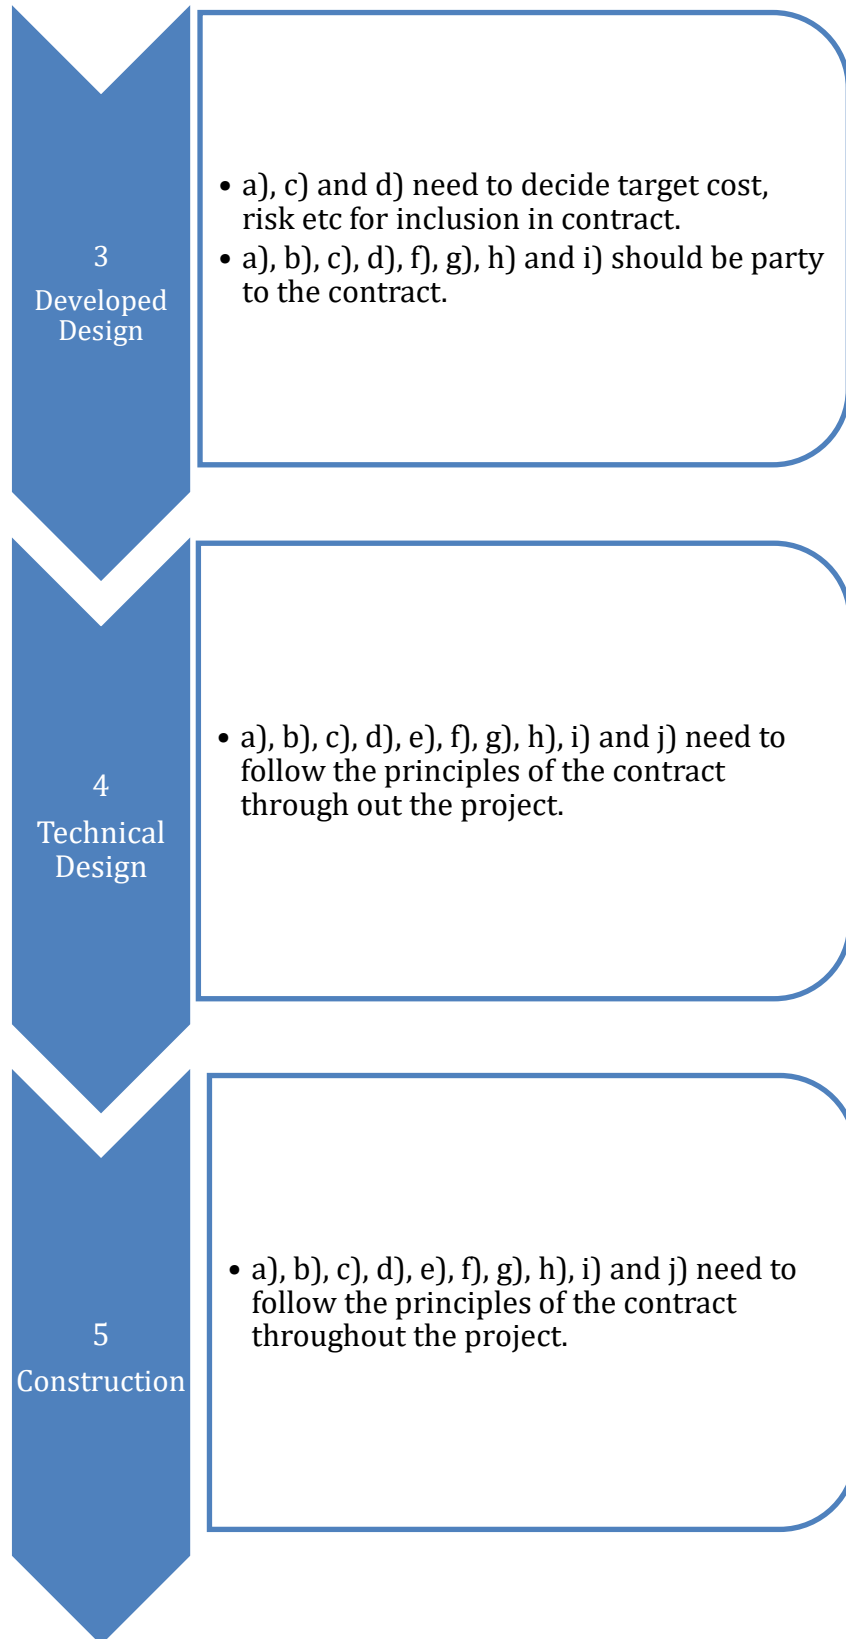 3
Developed
Design
• a), c) and d) need to decide target cost,
risk etc for inclusion in contract.
• a), b), c), d), f), g), h) and i) should be party
to the contract.
4
Technical
Design
• a), b), c), d), e), f), g), h), i) and j) need to
follow the principles of the contract
through out the project.
5
Construction
• a), b), c), d), e), f), g), h), i) and j) need to
follow the principles of the contract
throughout the project.